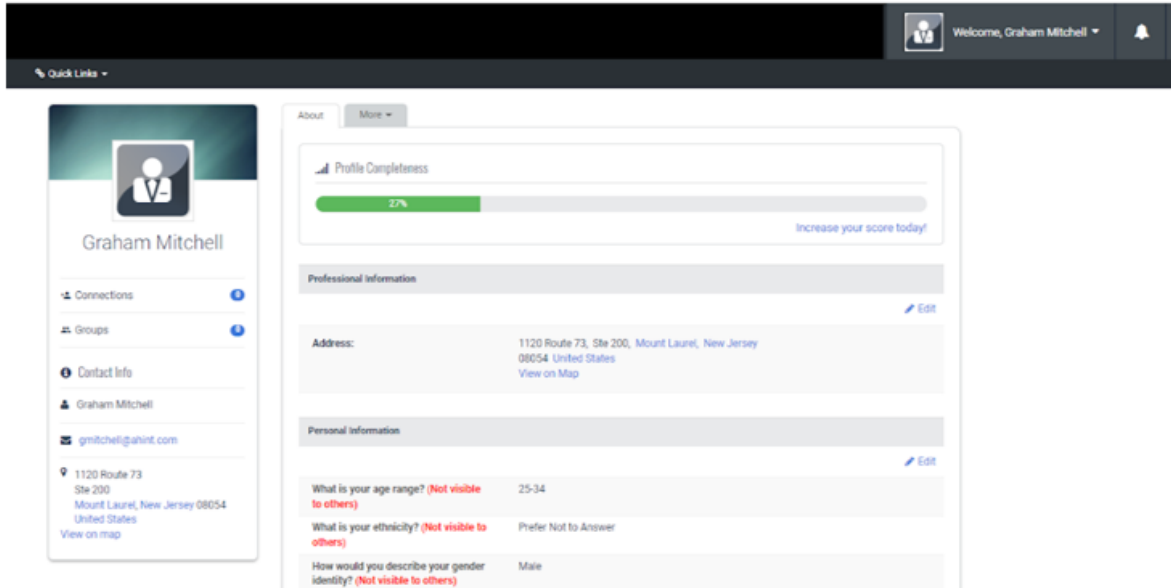 Welcome, Graham Mitchell
Quick Links
Graham Mitchell
Connections
0
Groups
0
Contact Info
Graham Mitchell
gmitchell@ahint.com
1120 Route 73
Ste 200
Mount Laurel, New Jersey 08054
United States
View on map
About
More
Profile Completeness
27%
Increase your score today!
Professional Information
Edit
Address:
1120 Route 73, Ste 200, Mount Laurel, New Jersey
08054 United States
View on Map
Personal Information
Edit
What is your age range? (Not visible
to others)
25-34
What is your ethnicity? (Not visible to
others)
Prefer Not to Answer
How would you describe your gender
identity? (Not visible to others)
Male